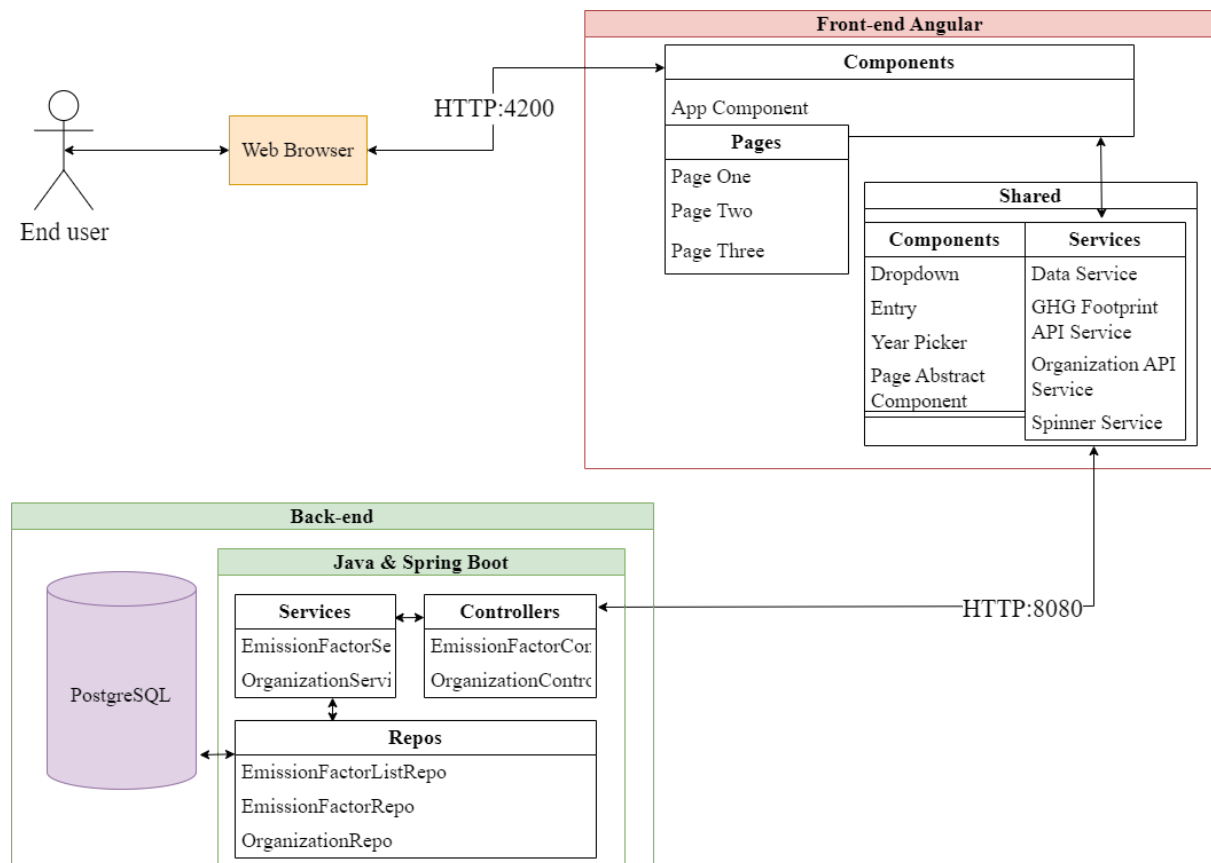 Front-end Angular
Components
App Component
Pages
Page One
Page Two
Page Three
HTTP:4200
Web Browser
End user
Shared
Components
Dropdown
Entry
Year Picker
Page Abstract
Component
Services
Data Service
GHG Footprint
API Service
Organization API
Service
Spinner Service
HTTP:8080
Back-end
Java & Spring Boot
PostgreSQL
Services
EmissionFactorSe
OrganizationServi
Controllers
EmissionFactorCor
OrganizationContro
Repos
EmissionFactorListRepo
EmissionFactorRepo
OrganizationRepo